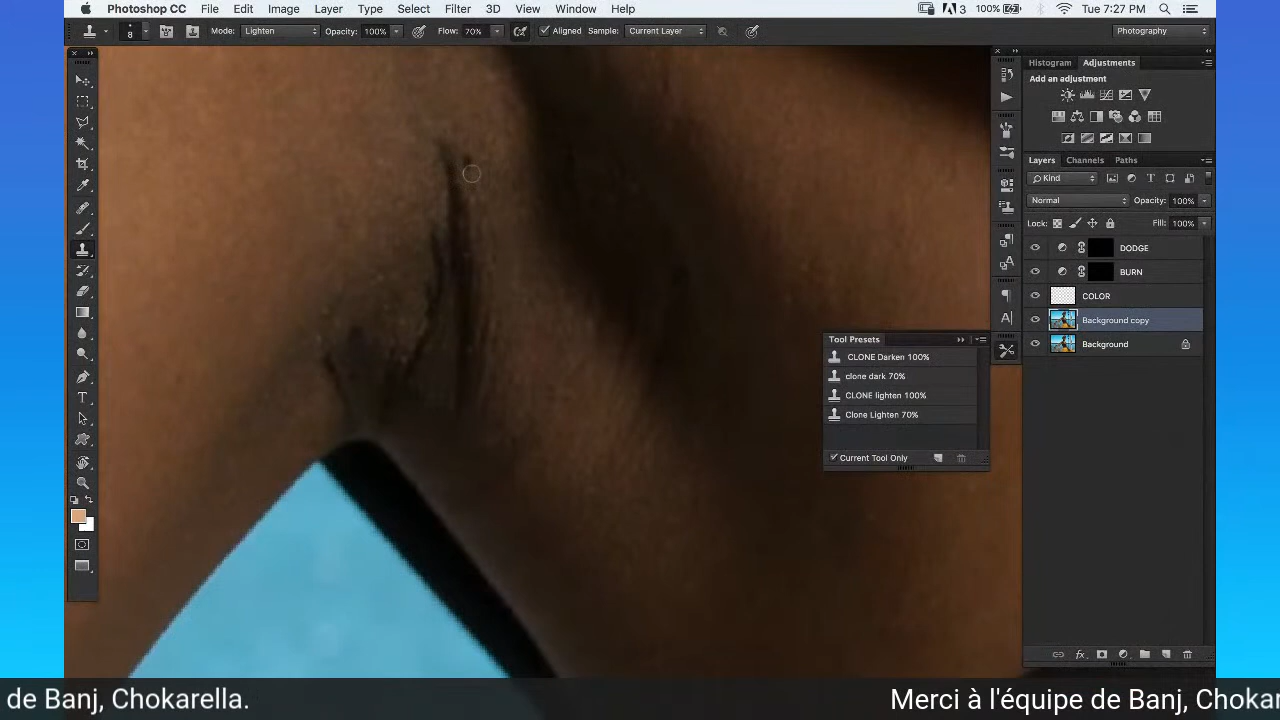 Photoshop CC File Edit Image Layer Type Select Filter 3D View Window Help 3 100% Tue 7:27 PM
8 Mode: Lighten Opacity: 100% Flow: 70% Aligned Sample: Current Layer Photography
Histogram Adjustments
Add an adjustment
Layers Channels Paths
Kind
Normal Opacity: 100%
Lock: Fill: 100%
DODGE
BURN
COLOR
Background copy
Background
Tool Presets
CLONE Darken 100%
clone dark 70%
CLONE lighten 100%
Clone Lighten 70%
Current Tool Only
de Banj, Chokarella. Merci à l'équipe de Banj, Chokar